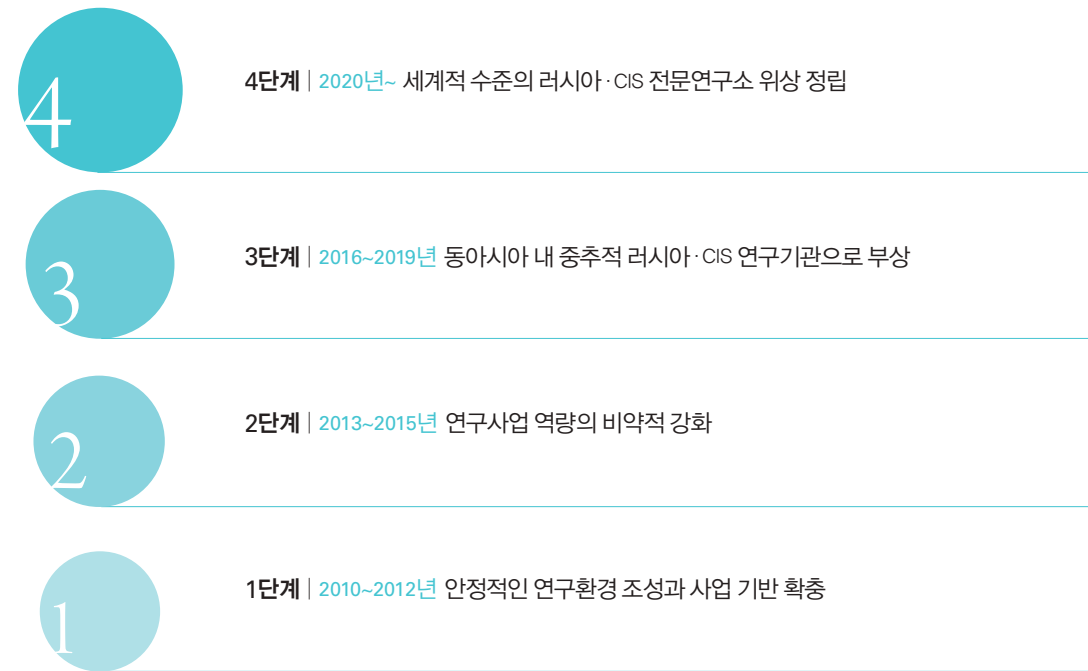 4
4단계 | 2020년~ 세계적 수준의 러시아·CIS 전문연구소 위상 정립
3
3단계 | 2016~2019년 동아시아 내 중추적 러시아·CIS 연구기관으로 부상
2
2단계 | 2013~2015년 연구사업 역량의 비약적 강화
1
1단계 | 2010~2012년 안정적인 연구환경 조성과 사업 기반 확충